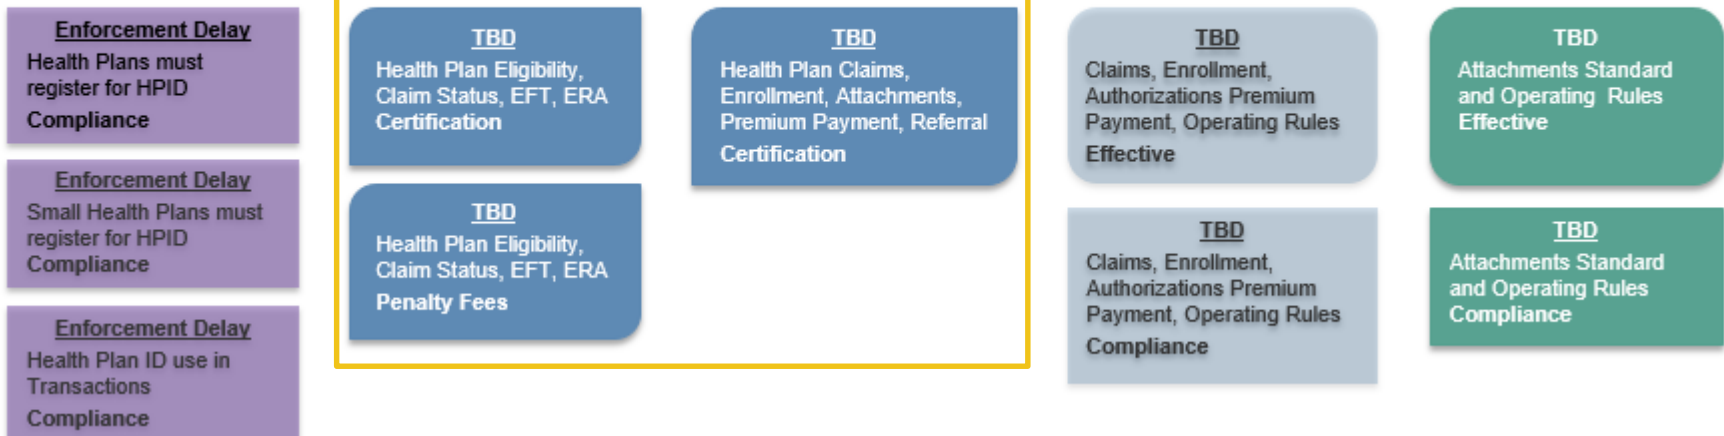 Enforcement Delay
Health Plans must
register for HPID
Compliance
Enforcement Delay
Small Health Plans must
register for HPID
Compliance
Enforcement Delay
Health Plan ID use in
Transactions
Compliance
TBD
Health Plan Eligibility,
Claim Status, EFT, ERA
Certification
TBD
Health Plan Eligibility,
Claim Status, EFT, ERA
Penalty Fees
TBD
Health Plan Claims,
Enrollment, Attachments,
Premium Payment, Referral
Certification
TBD
Claims, Enrollment,
Authorizations Premium
Payment, Operating Rules
Effective
TBD
Claims, Enrollment,
Authorizations Premium
Payment, Operating Rules
Compliance
TBD
Attachments Standard
and Operating Rules
Effective
TBD
Attachments Standard
and Operating Rules
Compliance